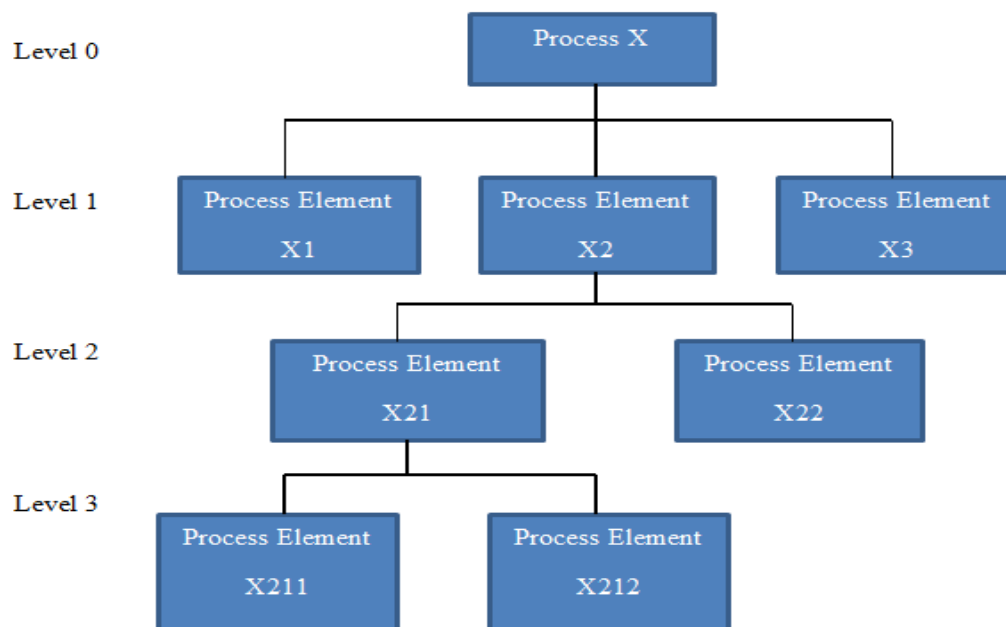 Level 0
Process X
Level 1
Process Element
X1
Process Element
X2
Process Element
X3
Level 2
Process Element
X21
Process Element
X22
Level 3
Process Element
X211
Process Element
X212